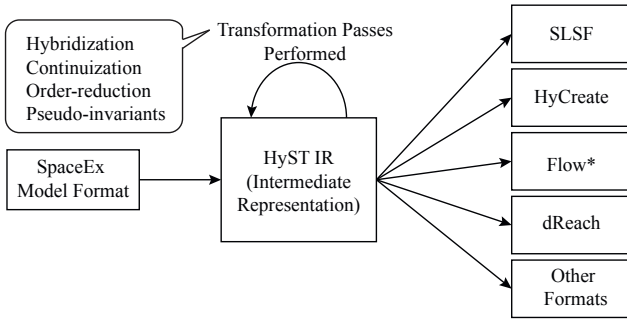 Hybridization
Continuization
Order-reduction
Pseudo-invariants
Transformation Passes
Performed
SpaceEx
Model Format
HyST IR
(Intermediate
Representation)
SLSF
HyCreate
Flow*
dReach
Other
Formats